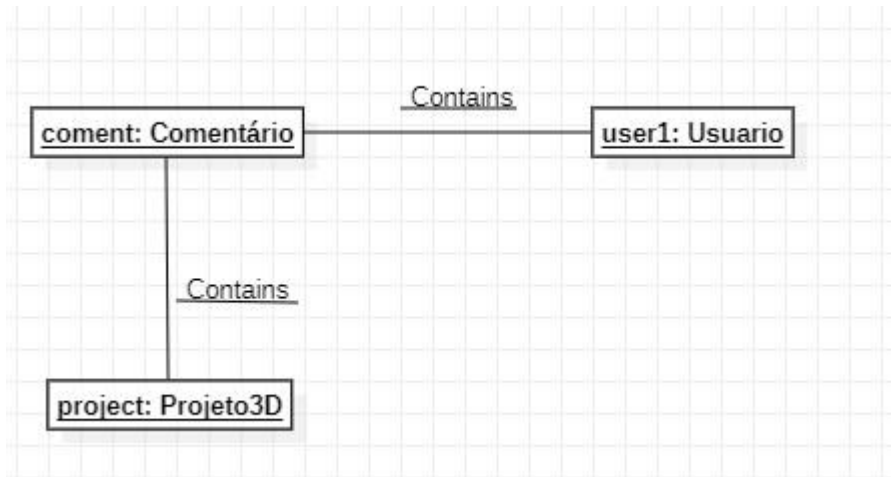 Contains
coment: Comentário
user1: Usuario
Contains
project: Projeto3D